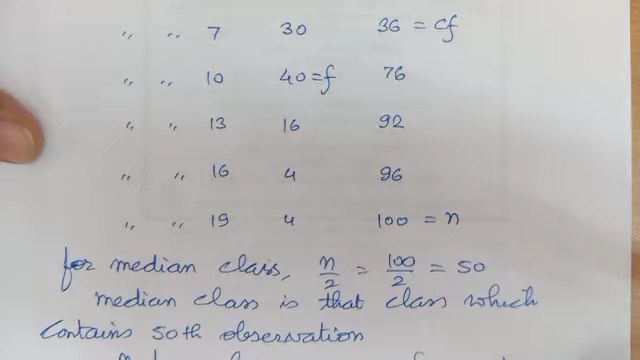 " " 7 30 36 = cf
" " 10 40 = f 76
" " 13 16 92
" " 16 4 96
" " 19 4 100 = n
for median class, n/2 = 100/2 = 50
median class is that class which
contains 50th observation